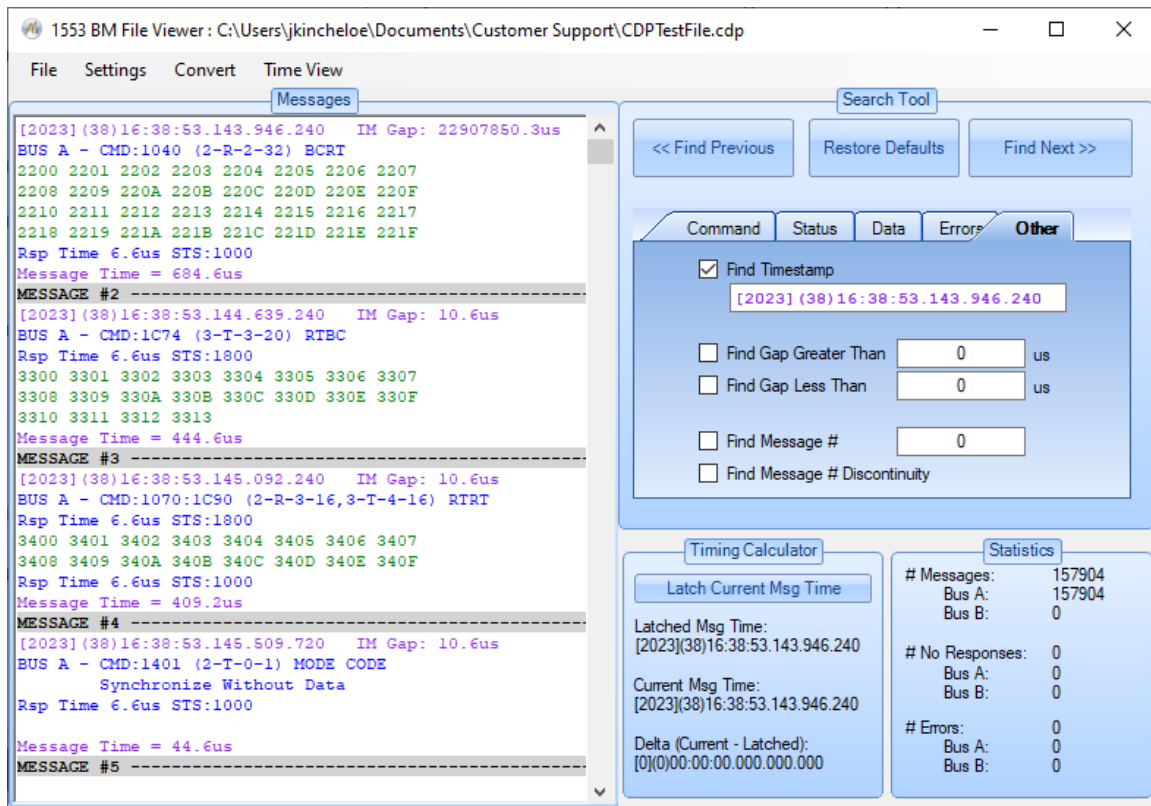 1553 BM File Viewer : C:\Users\jkincheloe\Documents\Customer Support\CDPTestFile.cdp
File Settings Convert Time View
Messages
[2023](38)16:38:53.143.946.240 IM Gap: 22907850.3us
BUS A - CMD:1040 (2-R-2-32) BCRT
2200 2201 2202 2203 2204 2205 2206 2207
2208 2209 220A 220B 220C 220D 220E 220F
2210 2211 2212 2213 2214 2215 2216 2217
2218 2219 221A 221B 221C 221D 221E 221F
Rsp Time 6.6us STS:1000
Message Time = 684.6us
MESSAGE #2 --------------------------------------------
[2023](38)16:38:53.144.639.240 IM Gap: 10.6us
BUS A - CMD:1C74 (3-T-3-20) RTBC
Rsp Time 6.6us STS:1800
3300 3301 3302 3303 3304 3305 3306 3307
3308 3309 330A 330B 330C 330D 330E 330F
3310 3311 3312 3313
Message Time = 444.6us
MESSAGE #3 --------------------------------------------
[2023](38)16:38:53.145.092.240 IM Gap: 10.6us
BUS A - CMD:1070:1C90 (2-R-3-16,3-T-4-16) RTRT
Rsp Time 6.6us STS:1800
3400 3401 3402 3403 3404 3405 3406 3407
3408 3409 340A 340B 340C 340D 340E 340F
Rsp Time 6.6us STS:1000
Message Time = 409.2us
MESSAGE #4 --------------------------------------------
[2023](38)16:38:53.145.509.720 IM Gap: 10.6us
BUS A - CMD:1401 (2-T-0-1) MODE CODE
Synchronize Without Data
Rsp Time 6.6us STS:1000
Message Time = 44.6us
MESSAGE #5 --------------------------------------------
Search Tool
<< Find Previous
Restore Defaults
Find Next >>
Command Status Data Errors Other
Find Timestamp
[2023](38)16:38:53.143.946.240
Find Gap Greater Than 0 us
Find Gap Less Than 0 us
Find Message # 0
Find Message # Discontinuity
Timing Calculator
Latch Current Msg Time
Latched Msg Time:
[2023](38)16:38:53.143.946.240
Current Msg Time:
[2023](38)16:38:53.143.946.240
Delta (Current - Latched):
[0](0)00:00:00.000.000.000
Statistics
# Messages: 157904
Bus A: 157904
Bus B: 0
# No Responses: 0
Bus A: 0
Bus B: 0
# Errors: 0
Bus A: 0
Bus B: 0